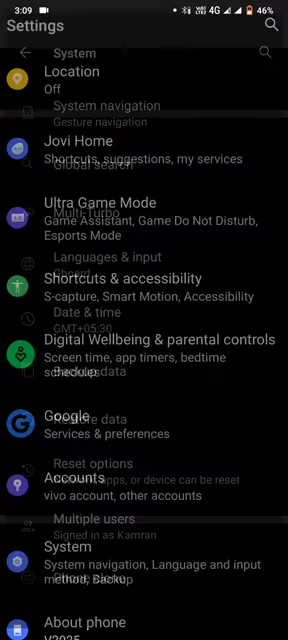 3:09
4G
46%
Settings
System
Location
Off
System navigation
Gesture navigation
Jovi Home
Shortcuts, suggestions, my services
Global search
Ultra Game Mode
Multi-Turbo
Game Assistant, Game Do Not Disturb,
Esports Mode
Languages & input
Gboard
Shortcuts & accessibility
S-capture, Smart Motion, Accessibility
Date & time
GMT+05:30
Digital Wellbeing & parental controls
Screen time, app timers, bedtime
schedules
Backup data
Google
Restore data
Services & preferences
Reset options
Network, apps, or device can be reset
Accounts
vivo account, other accounts
Multiple users
Signed in as Kamran
System
System navigation, Language and input
method, Backup
Phone clone
About phone
V2025